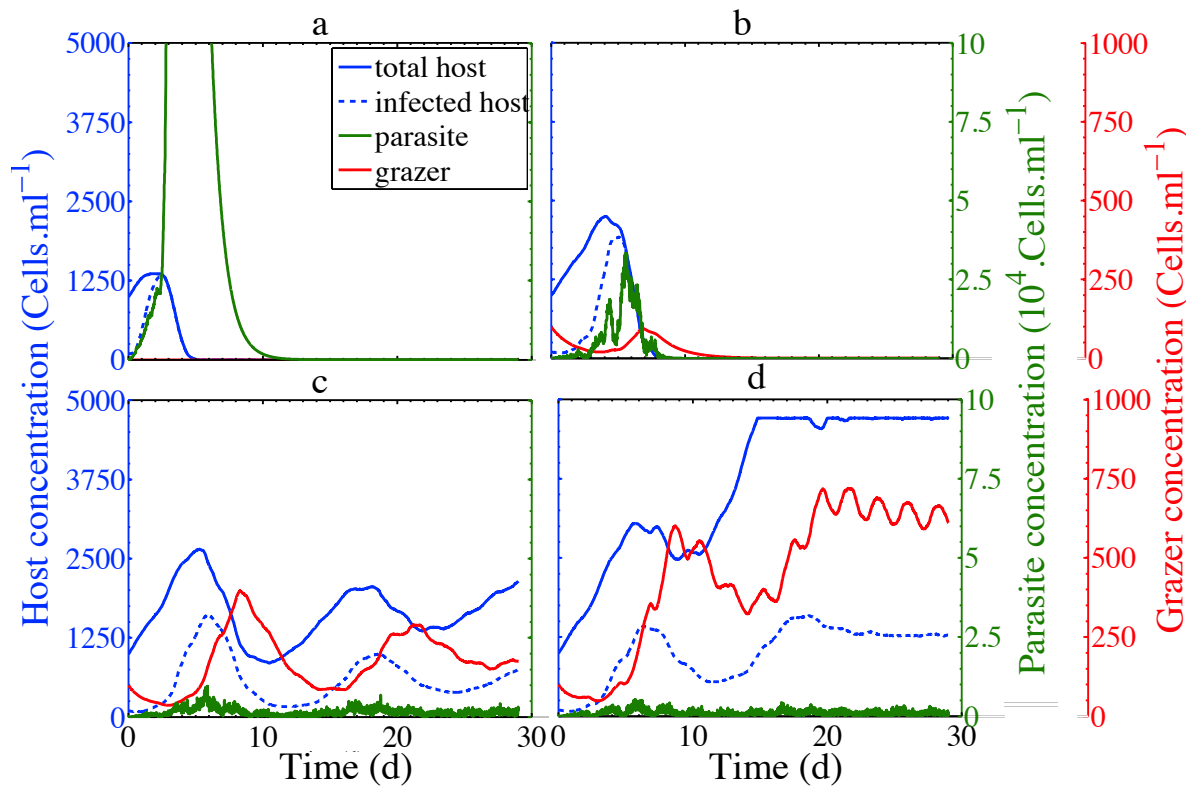 a
b
5000
3750
2500
1250
0
total host
infected host
parasite
grazer
10
7.5
5
2.5
0
1000
750
500
250
0
c
d
5000
3750
2500
1250
0
10
7.5
5
2.5
0
1000
750
500
250
0
0
10
20
30
0
10
20
30
Time (d)
Time (d)
Host concentration (Cells.ml⁻¹)
Parasite concentration (10⁴.Cells.ml⁻¹)
Grazer concentration (Cells.ml⁻¹)